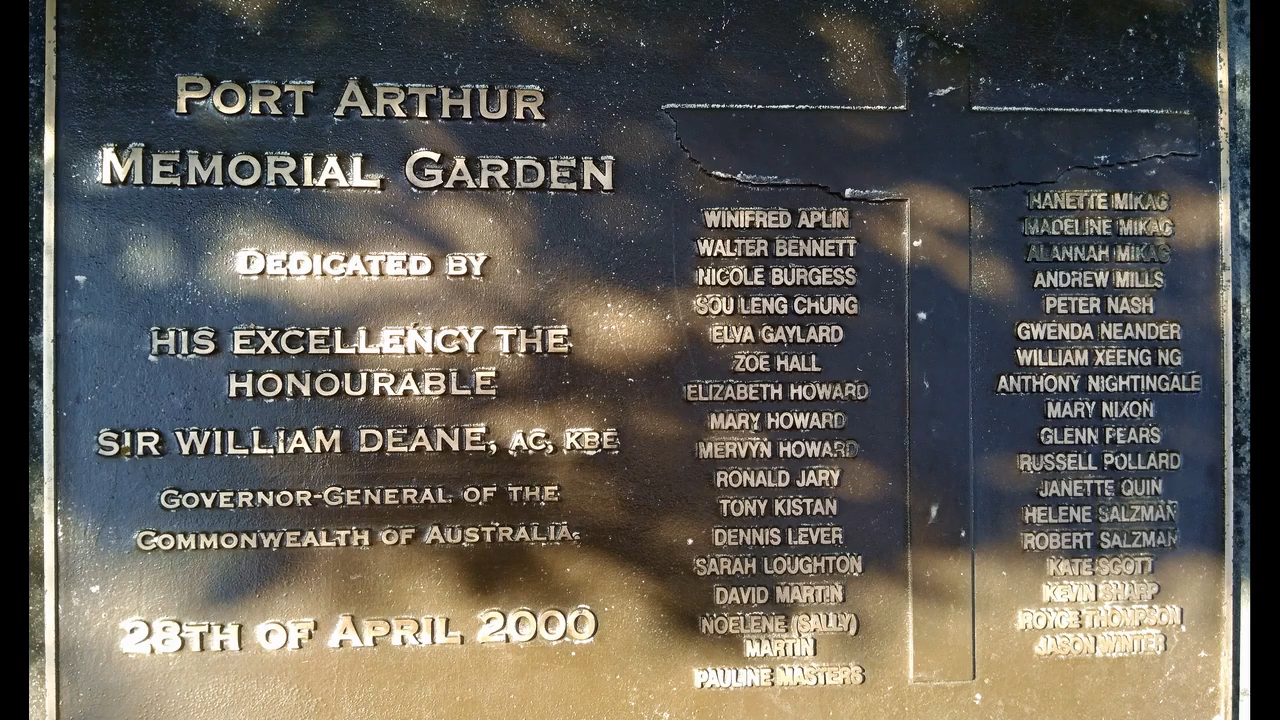 PORT ARTHUR
MEMORIAL GARDEN
DEDICATED BY
HIS EXCELLENCY THE
HONOURABLE
SIR WILLIAM DEANE, AC, KBE
GOVERNOR-GENERAL OF THE
COMMONWEALTH OF AUSTRALIA.
28TH OF APRIL 2000
WINIFRED APLIN
WALTER BENNETT
NICOLE BURGESS
SOU LENG CHUNG
ELVA GAYLARD
ZOE HALL
ELIZABETH HOWARD
MARY HOWARD
MERVYN HOWARD
RONALD JARY
TONY KISTAN
DENNIS LEVER
SARAH LOUGHTON
DAVID MARTIN
NOELENE (SALLY)
MARTIN
PAULINE MASTERS
NANETTE MIKAC
MADELINE MIKAC
ALANNAH MIKAC
ANDREW MILLS
PETER NASH
GWENDA NEANDER
WILLIAM XEENG NG
ANTHONY NIGHTINGALE
MARY NIXON
GLENN PEARS
RUSSELL POLLARD
JANETTE QUIN
HELENE SALZMAN
ROBERT SALZMAN
KATE SCOTT
KEVIN SHARP
ROYCE THOMPSON
JASON WINTER